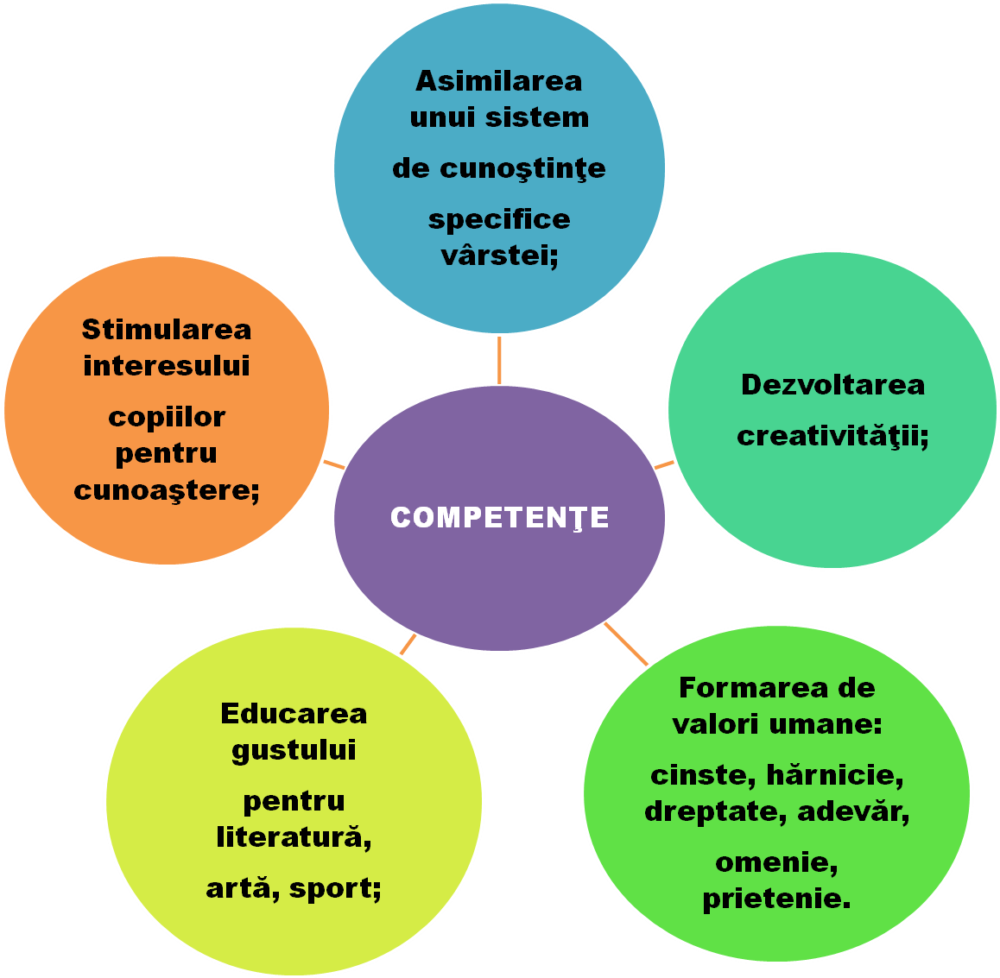 Asimilarea
unui sistem
de cunoştinţe
specifice
vârstei;
Stimularea
interesului
copiilor
pentru
cunoaştere;
Dezvoltarea
creativităţii;
COMPETENŢE
Educarea
gustului
pentru
literatură,
artă, sport;
Formarea de
valori umane:
cinste, hărnicie,
dreptate, adevăr,
omenie,
prietenie.